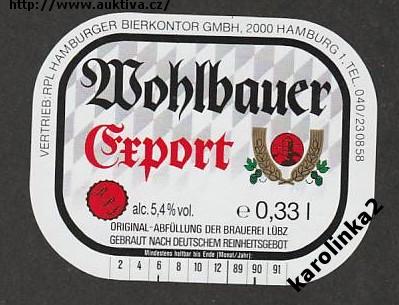 http://www.auktiva.cz/
VERTRIEB: RPL HAMBURGER BIERKONTOR GMBH, 2000 HAMBURG 1. TEL. 040/230858
Wohlbauer
Export
RPL
alc. 5,4 % vol.
e 0,33 l
ORIGINAL-ABFÜLLUNG DER BRAUEREI LÜBZ
GEBRAUT NACH DEUTSCHEM REINHEITSGEBOT
Mindestens haltbar bis Ende (Monat/Jahr):
2 4 6 8 10 12 89 90 91
karolinka2